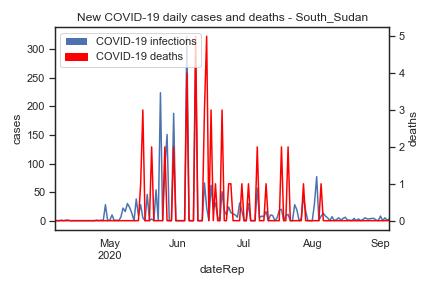 New COVID-19 daily cases and deaths - South_Sudan
COVID-19 infections
COVID-19 deaths
300
250
200
150
100
50
0
cases
5
4
3
2
1
0
deaths
May
2020
Jun
Jul
Aug
Sep
dateRep